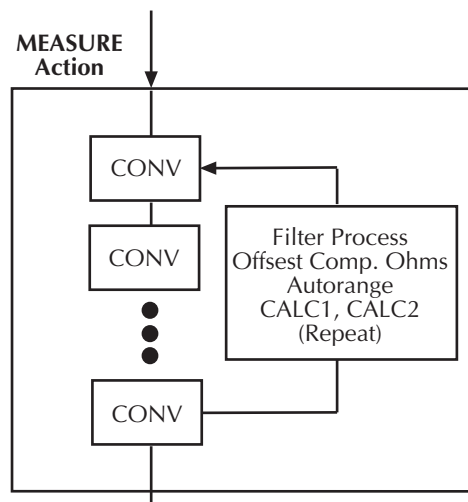 MEASURE
Action
CONV
CONV
Filter Process
Offsest Comp. Ohms
Autorange
CALC1, CALC2
(Repeat)
CONV